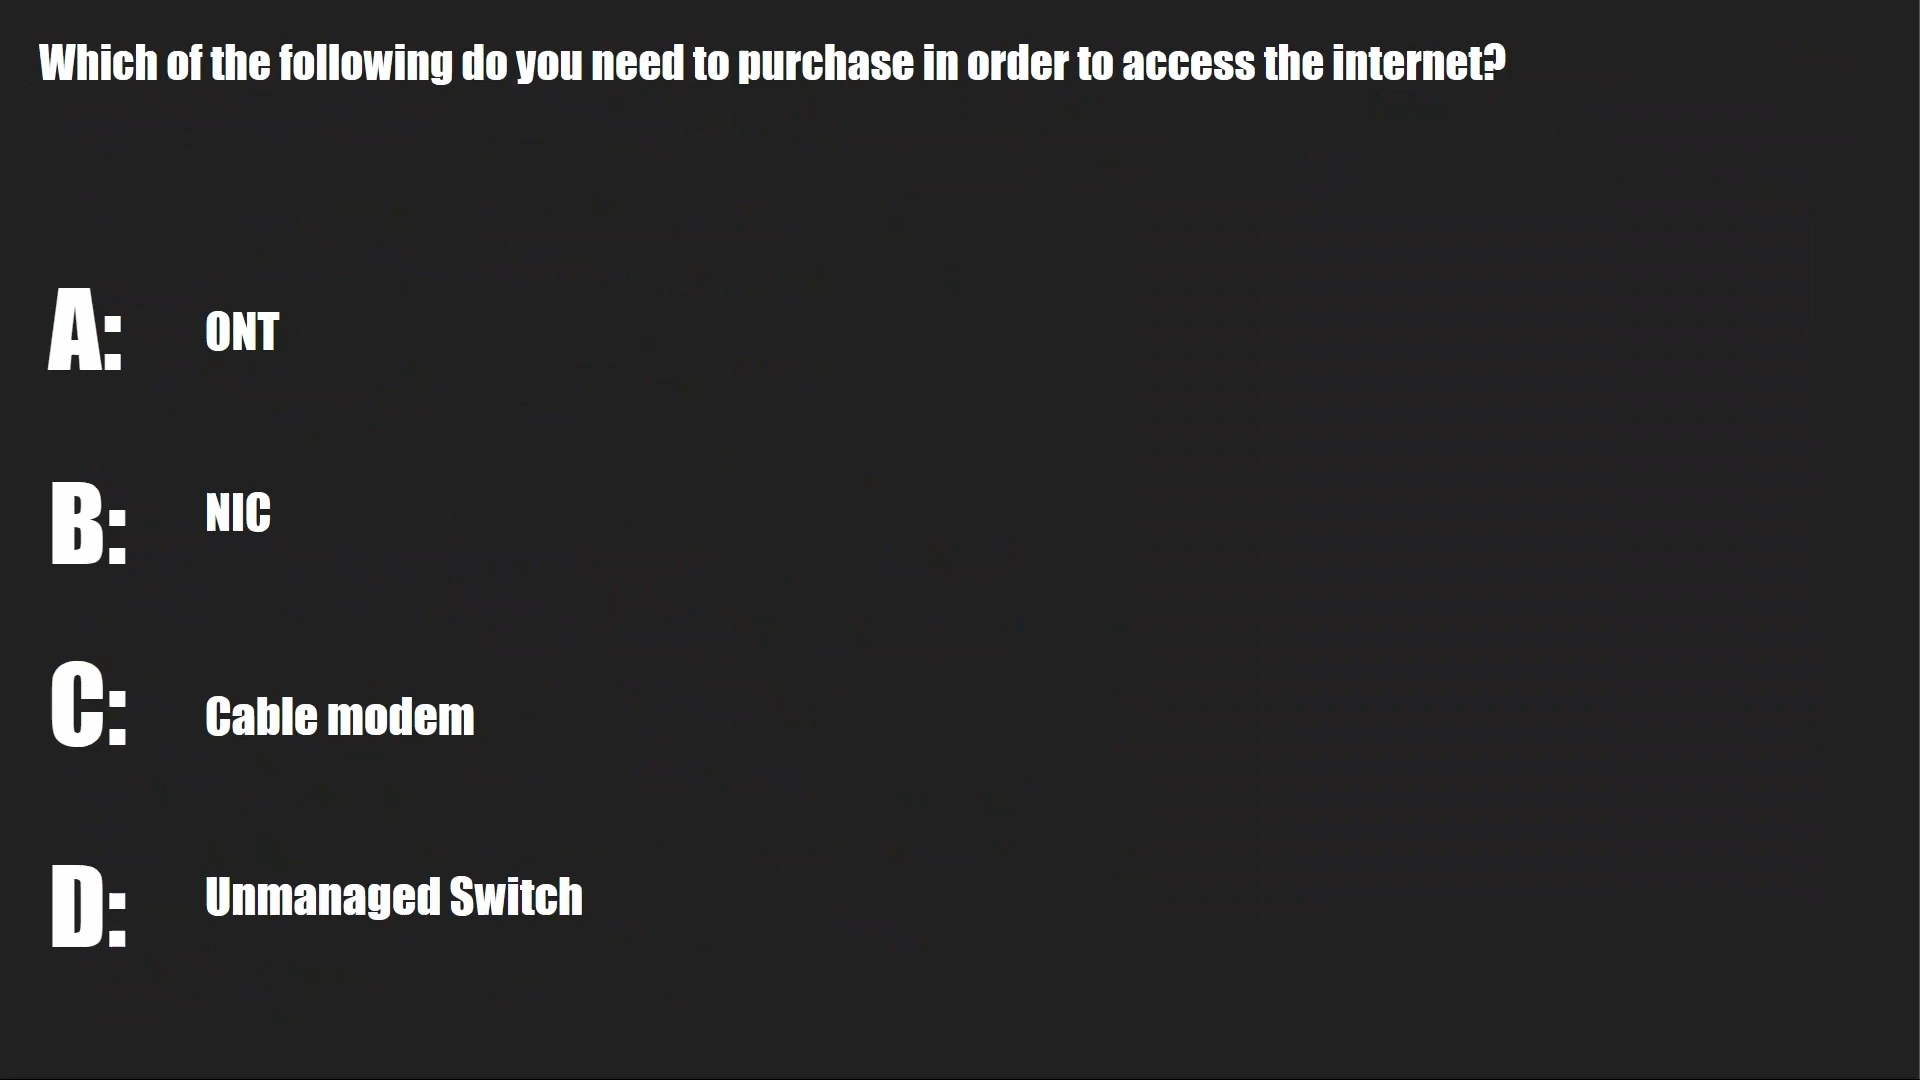 Which of the following do you need to purchase in order to access the internet?
A: ONT
B: NIC
C: Cable modem
D: Unmanaged Switch